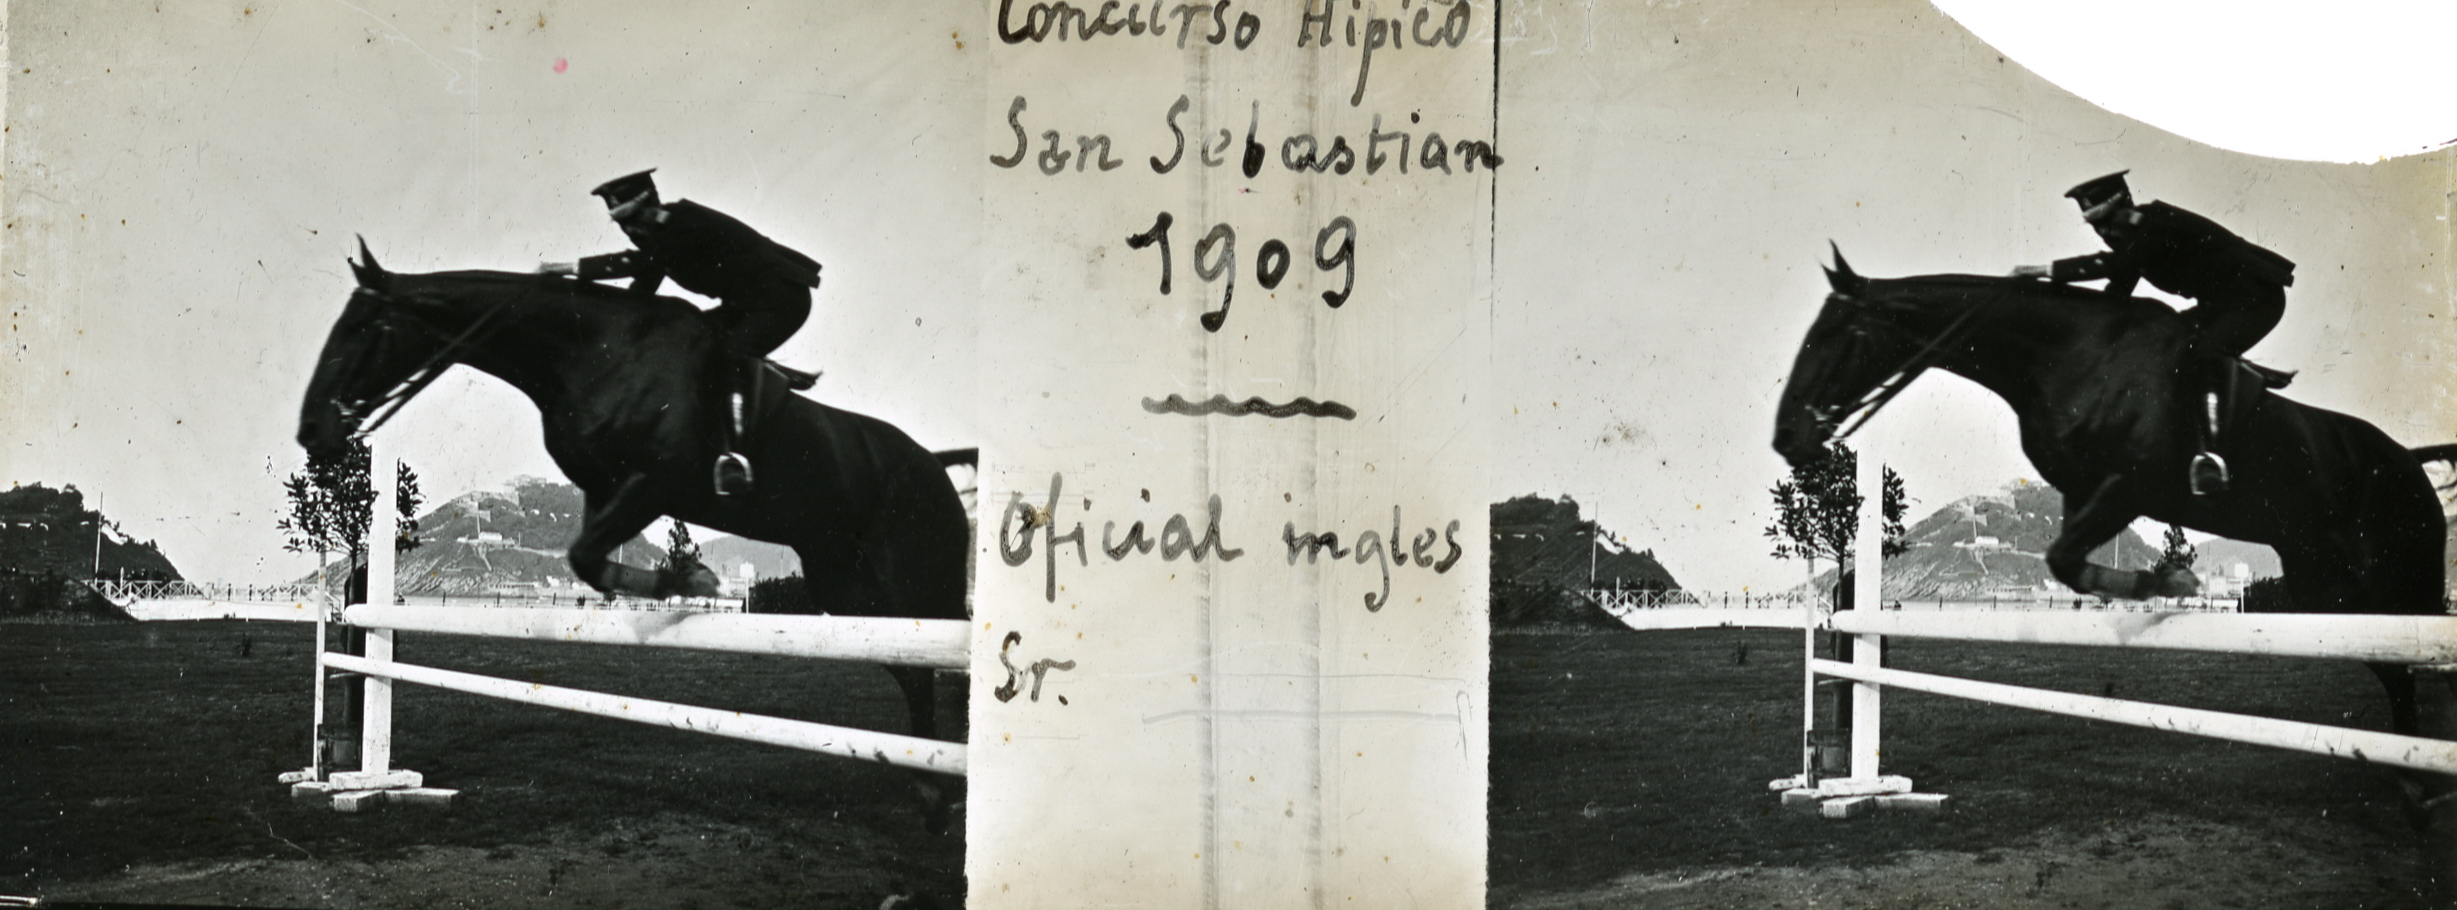 Concurso Hipico
San Sebastian
1909
Oficial ingles
Sr.